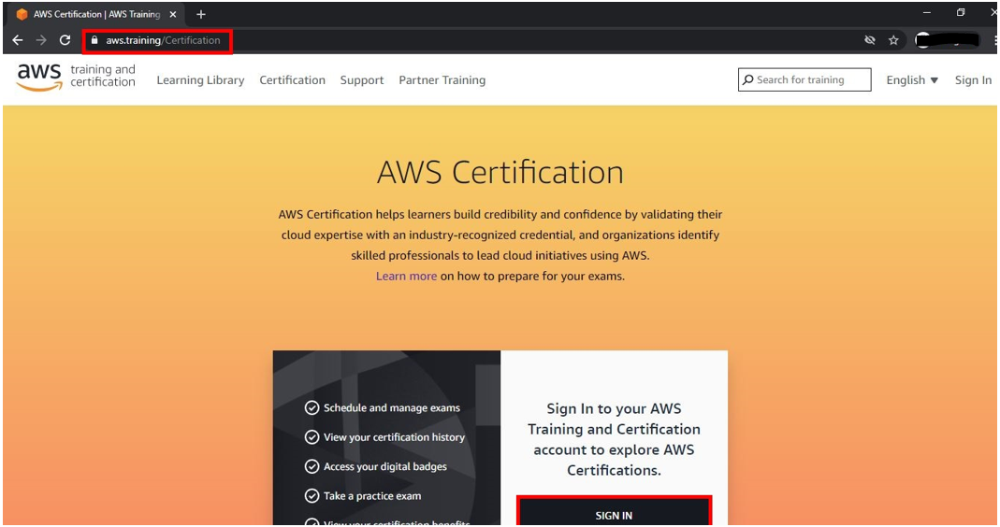 AWS Certification | AWS Training
aws.training/Certification
aws
training and
certification
Learning Library
Certification
Support
Partner Training
Search for training
English
Sign In
AWS Certification
AWS Certification helps learners build credibility and confidence by validating their
cloud expertise with an industry-recognized credential, and organizations identify
skilled professionals to lead cloud initiatives using AWS.
Learn more on how to prepare for your exams.
Schedule and manage exams
View your certification history
Access your digital badges
Take a practice exam
View your certification benefits
Sign In to your AWS
Training and Certification
account to explore AWS
Certifications.
SIGN IN